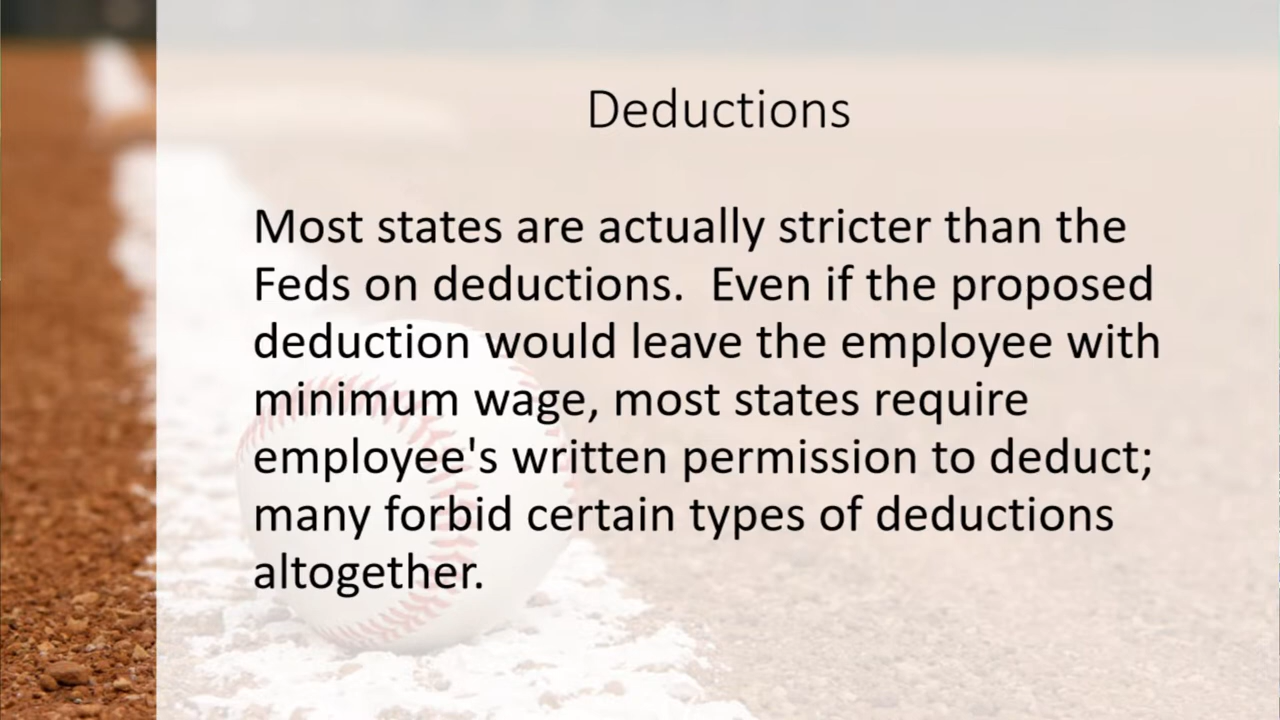 Deductions
Most states are actually stricter than the
Feds on deductions.  Even if the proposed
deduction would leave the employee with
minimum wage, most states require
employee's written permission to deduct;
many forbid certain types of deductions
altogether.